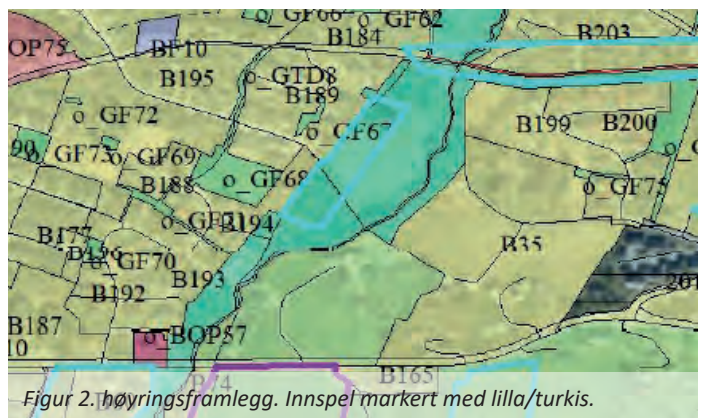 o_GF66 o_GF62
B184 B203
OP75 BF10
B195 o_GTD8
B189
o_GF72 o_GF67 B199 B200
GF73 o_GF69
B188 o_GF68 o_GF75
B194
B177 B35
GF70 B193
B192
B187 o_BOP57
10
B165
Figur 2. høyringsframlegg. Innspel markert med lilla/turkis.